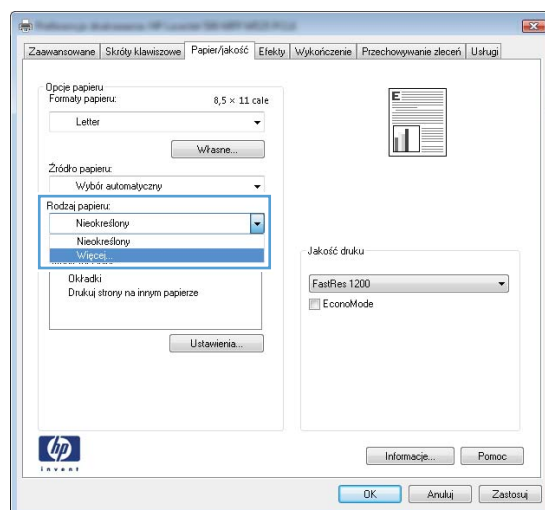 Zaawansowane Skróty klawiszowe Papier/jakość Efekty Wykończenie Przechowywanie zleceń Usługi
Opcje papieru
Formaty papieru: 8,5 × 11 cale
Letter
Własne...
Źródło papieru:
Wybór automatyczny
Rodzaj papieru:
Nieokreślony
Nieokreślony
Więcej...
Okładki
Drukuj strony na innym papierze
Ustawienia...
E
Jakość druku
FastRes 1200
EconoMode
hp
invent
Informacje... Pomoc
OK Anuluj Zastosuj